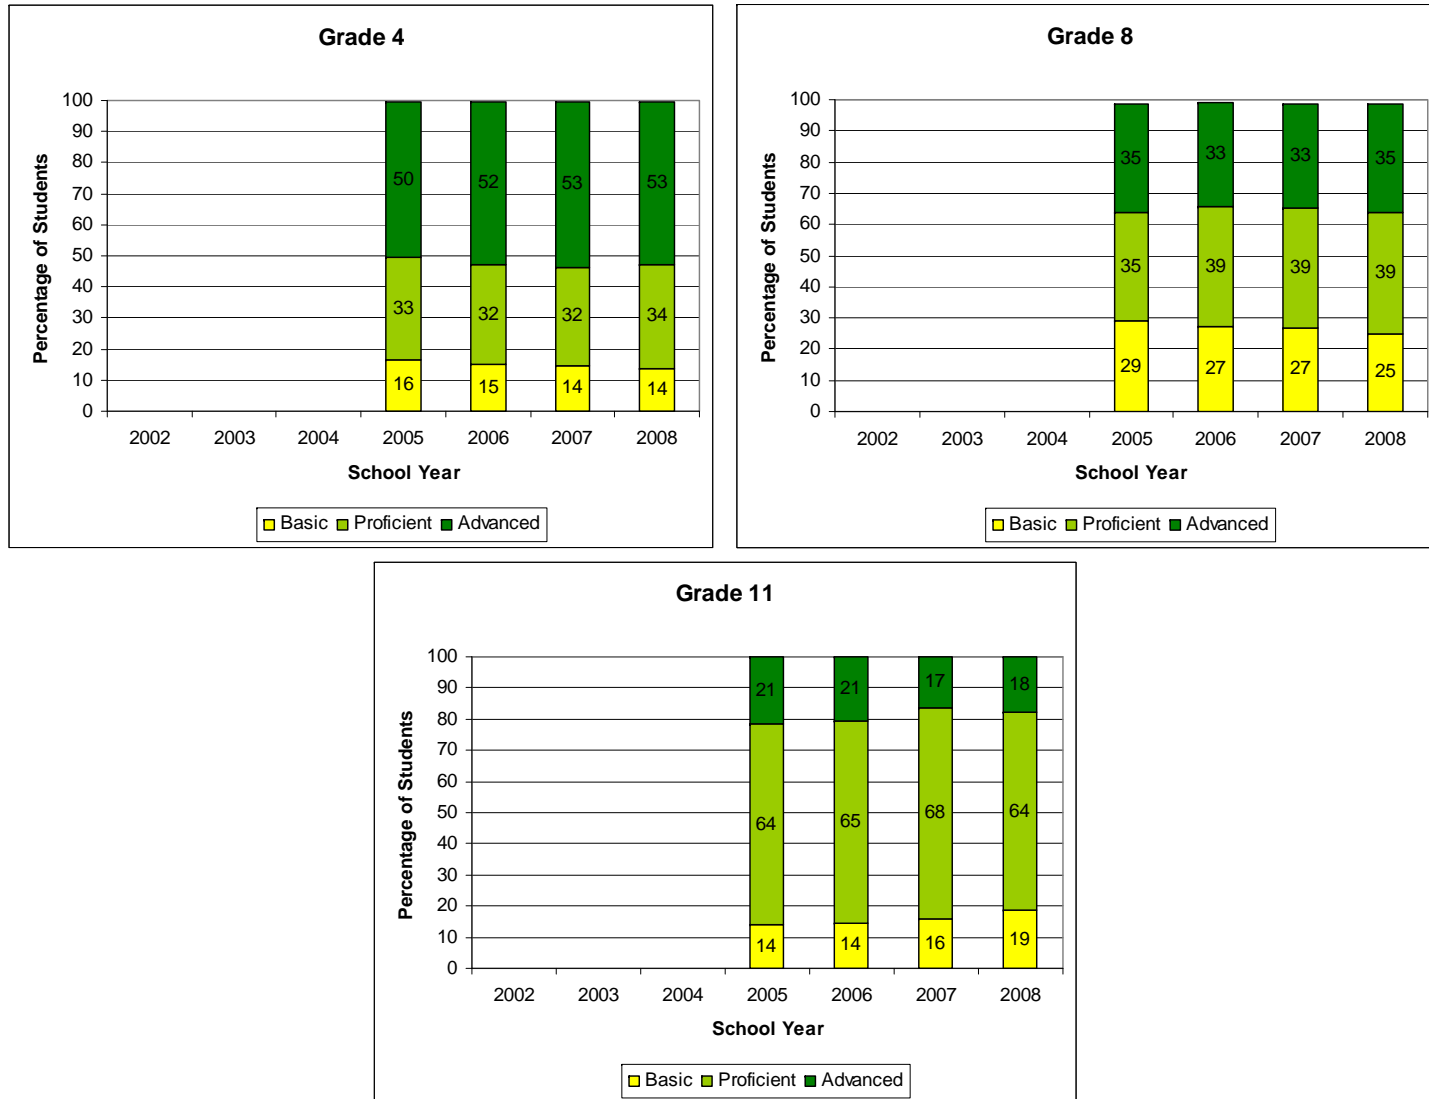 Grade 4
100
90
80
70
60
50
40
30
20
10
0
Percentage of Students
50 52 53 53
33 32 32 34
16 15 14 14
2002 2003 2004 2005 2006 2007 2008
School Year
Basic Proficient Advanced
Grade 8
100
90
80
70
60
50
40
30
20
10
0
Percentage of Students
35 33 33 35
35 39 39 39
29 27 27 25
2002 2003 2004 2005 2006 2007 2008
School Year
Basic Proficient Advanced
Grade 11
100
90
80
70
60
50
40
30
20
10
0
Percentage of Students
21 21 17 18
64 65 68 64
14 14 16 19
2002 2003 2004 2005 2006 2007 2008
School Year
Basic Proficient Advanced